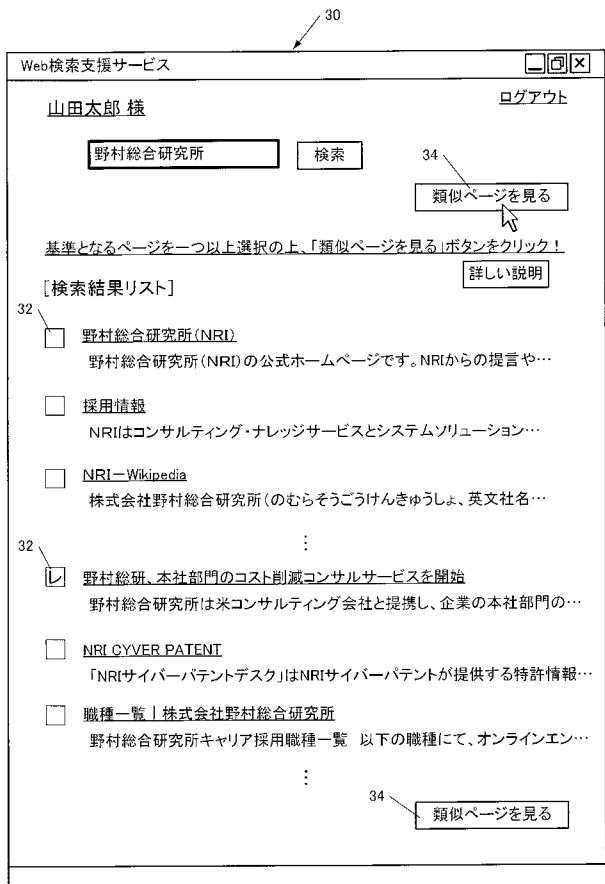 30
Web検索支援サービス
ログアウト
山田太郎 様
野村総合研究所 検索
34
類似ページを見る
基準となるページを一つ以上選択の上、「類似ページを見る」ボタンをクリック！
詳しい説明
[検索結果リスト]
32
野村総合研究所(NRI)
野村総合研究所(NRI)の公式ホームページです。NRIからの提言や…
採用情報
NRIはコンサルティング・ナレッジサービスとシステムソリューション…
NRI－Wikipedia
株式会社野村総合研究所(のむらそうごうけんきゅうしょ、英文社名…
⋮
32
レ 野村総研、本社部門のコスト削減コンサルサービスを開始
野村総合研究所は米コンサルティング会社と提携し、企業の本社部門の…
NRI CYVER PATENT
「NRIサイバーパテントデスク」はNRIサイバーパテントが提供する特許情報…
職種一覧｜株式会社野村総合研究所
野村総合研究所キャリア採用職種一覧 以下の職種にて、オンラインエン…
⋮
34
類似ページを見る